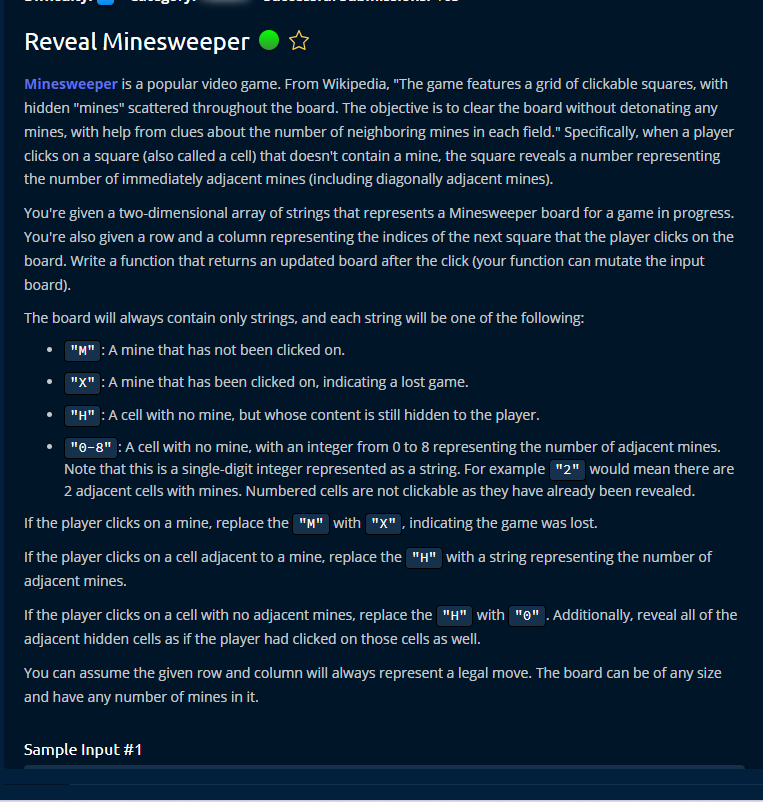 Reveal Minesweeper
Minesweeper is a popular video game. From Wikipedia, "The game features a grid of clickable squares, with
hidden "mines" scattered throughout the board. The objective is to clear the board without detonating any
mines, with help from clues about the number of neighboring mines in each field." Specifically, when a player
clicks on a square (also called a cell) that doesn't contain a mine, the square reveals a number representing
the number of immediately adjacent mines (including diagonally adjacent mines).
You're given a two-dimensional array of strings that represents a Minesweeper board for a game in progress.
You're also given a row and a column representing the indices of the next square that the player clicks on the
board. Write a function that returns an updated board after the click (your function can mutate the input
board).
The board will always contain only strings, and each string will be one of the following:
• "M" : A mine that has not been clicked on.
• "X" : A mine that has been clicked on, indicating a lost game.
• "H" : A cell with no mine, but whose content is still hidden to the player.
• "0-8" : A cell with no mine, with an integer from 0 to 8 representing the number of adjacent mines.
Note that this is a single-digit integer represented as a string. For example "2" would mean there are
2 adjacent cells with mines. Numbered cells are not clickable as they have already been revealed.
If the player clicks on a mine, replace the "M" with "X" , indicating the game was lost.
If the player clicks on a cell adjacent to a mine, replace the "H" with a string representing the number of
adjacent mines.
If the player clicks on a cell with no adjacent mines, replace the "H" with "0" . Additionally, reveal all of the
adjacent hidden cells as if the player had clicked on those cells as well.
You can assume the given row and column will always represent a legal move. The board can be of any size
and have any number of mines in it.
Sample Input #1